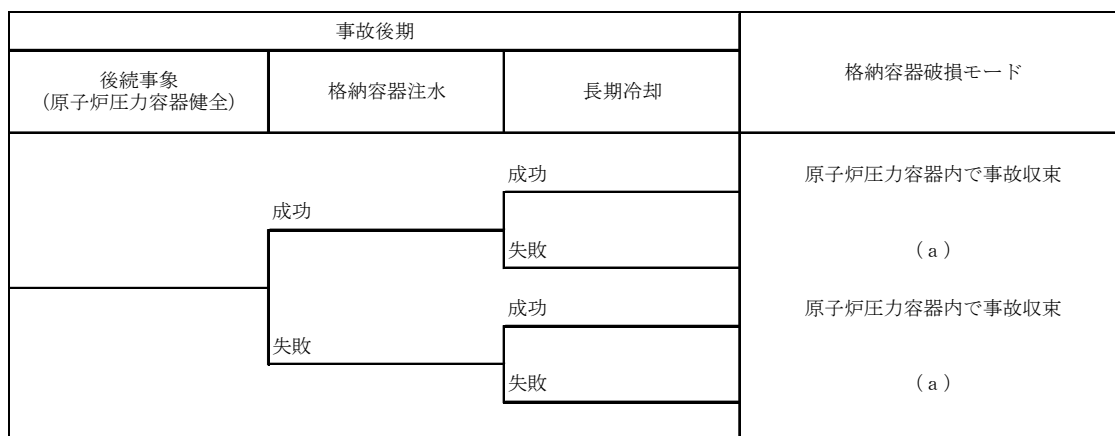 事故後期
格納容器破損モード
後続事象
(原子炉圧力容器健全)
格納容器注水
長期冷却
成功
原子炉圧力容器内で事故収束
成功
失敗
(a)
成功
原子炉圧力容器内で事故収束
失敗
失敗
(a)